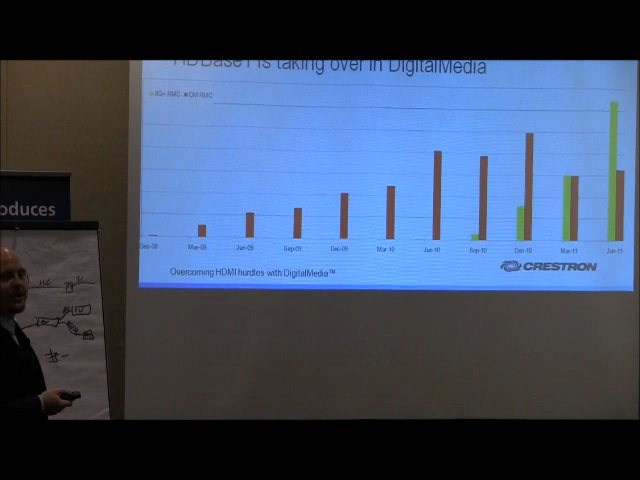 HDBaseT is taking over in DigitalMedia
8G+ RMC DM RMC
Dec-08 Mar-09 Jun-09 Sep-09 Dec-09 Mar-10 Jun-10 Sep-10 Dec-10 Mar-11 Jun-11
Overcoming HDMI hurdles with DigitalMedia™
CRESTRON
oduces